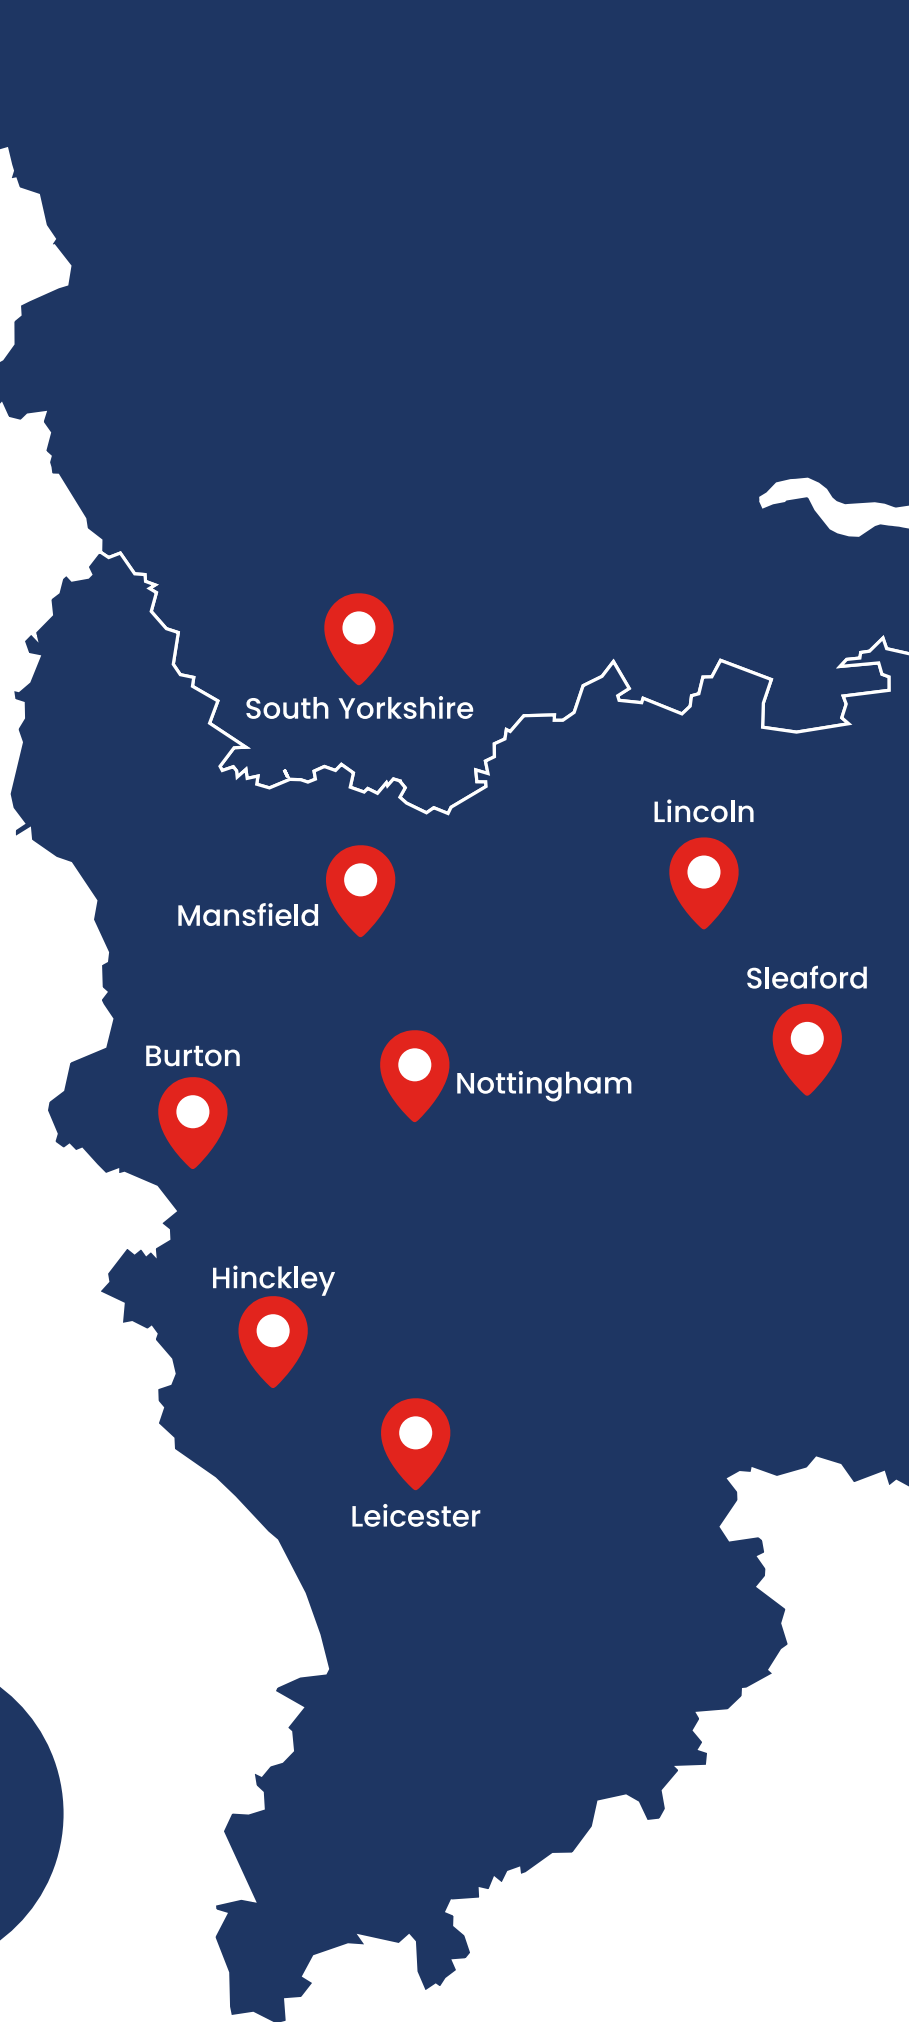 South Yorkshire
Lincoln
Mansfield
Sleaford
Burton
Nottingham
Hinckley
Leicester